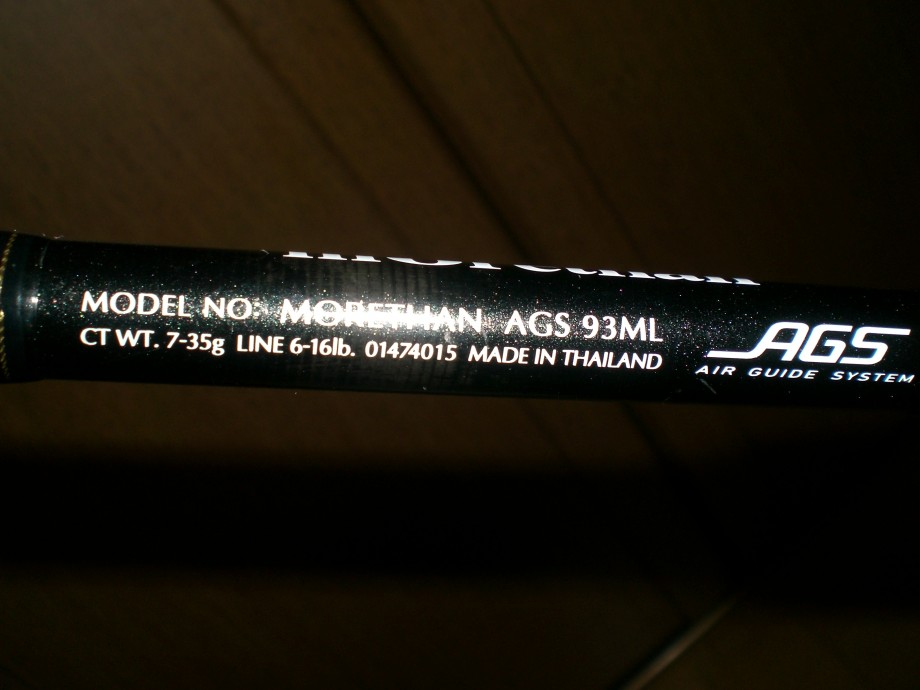 morethan
MODEL NO: MORETHAN AGS 93ML
CT WT. 7-35g LINE 6-16lb. 01474015 MADE IN THAILAND
AGS
AIR GUIDE SYSTEM